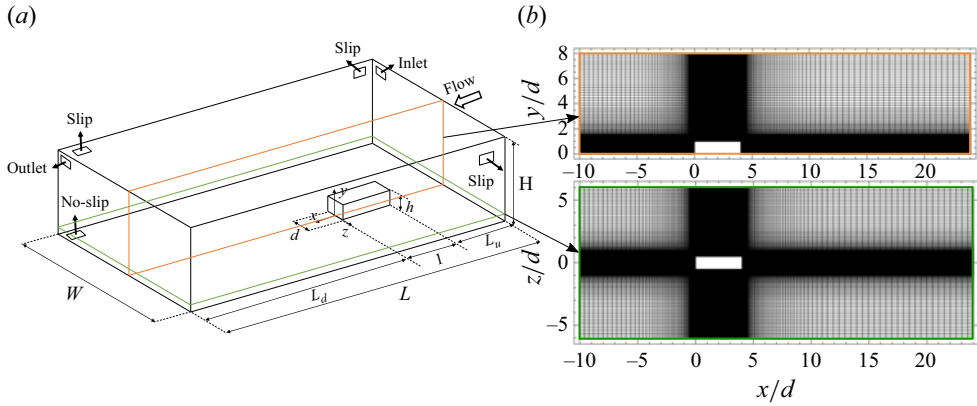 (a)
Slip
Inlet
Flow
Slip
Outlet
Slip
No-slip
H
y
x
h
d
z
L_u
l
L_d
L
W
(b)
8
6
4
2
0
y/d
−10 −5 0 5 10 15 20
5
0
−5
z/d
−10 −5 0 5 10 15 20
x/d